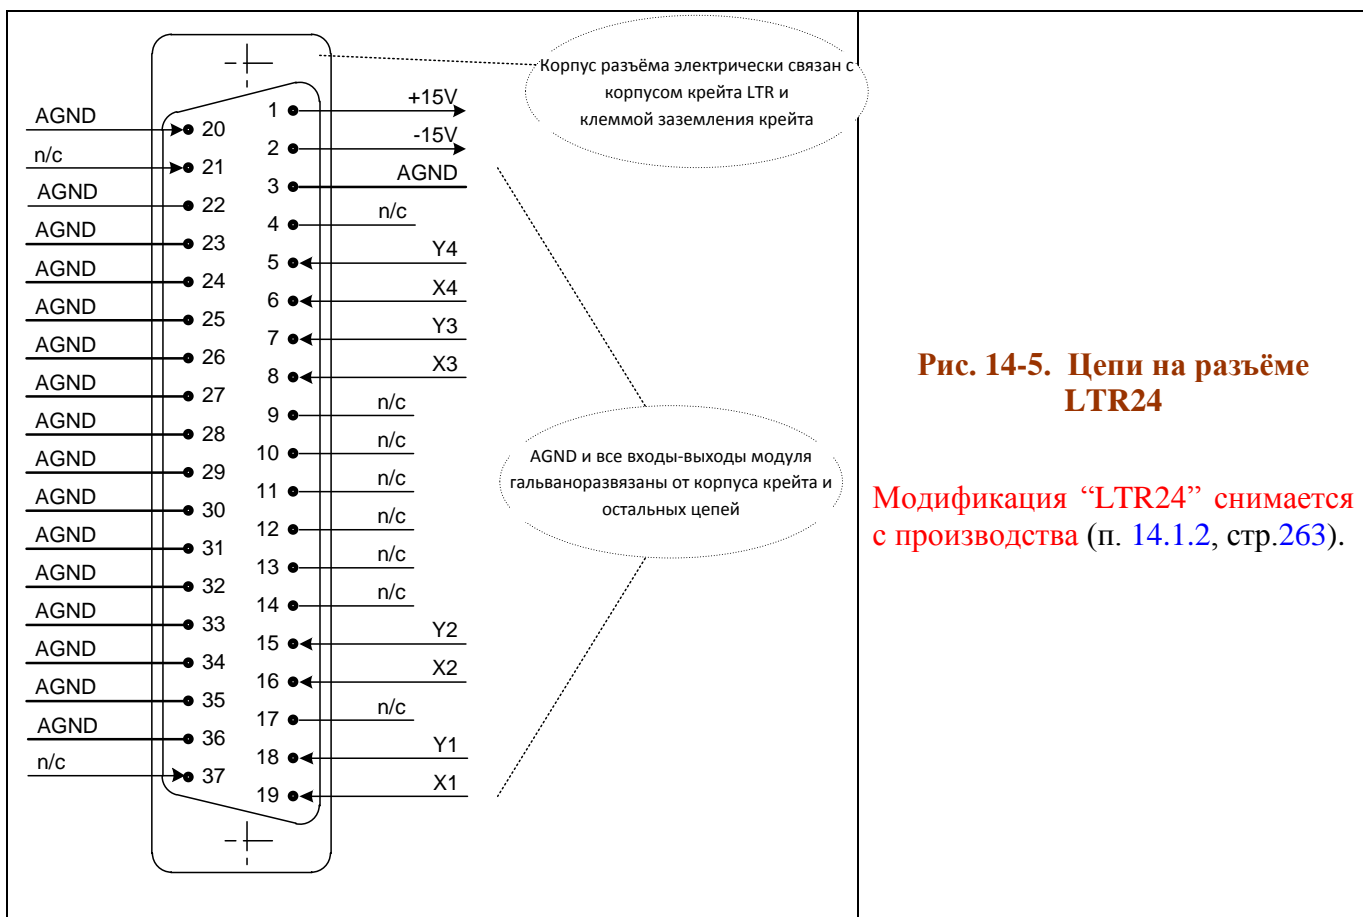 Корпус разъёма электрически связан с
корпусом крейта LTR и
клеммой заземления крейта
AGND
20
n/c
21
AGND
22
AGND
23
AGND
24
AGND
25
AGND
26
AGND
27
AGND
28
AGND
29
AGND
30
AGND
31
AGND
32
AGND
33
AGND
34
AGND
35
AGND
36
n/c
37
1
+15V
2
-15V
3
AGND
4
n/c
5
Y4
6
X4
7
Y3
8
X3
9
n/c
10
n/c
11
n/c
12
n/c
13
n/c
14
n/c
15
Y2
16
X2
17
n/c
18
Y1
19
X1
AGND и все входы-выходы модуля
гальваноразвязаны от корпуса крейта и
остальных цепей
Рис. 14-5. Цепи на разъёме
LTR24
Модификация “LTR24” снимается
с производства (п. 14.1.2, стр.263).